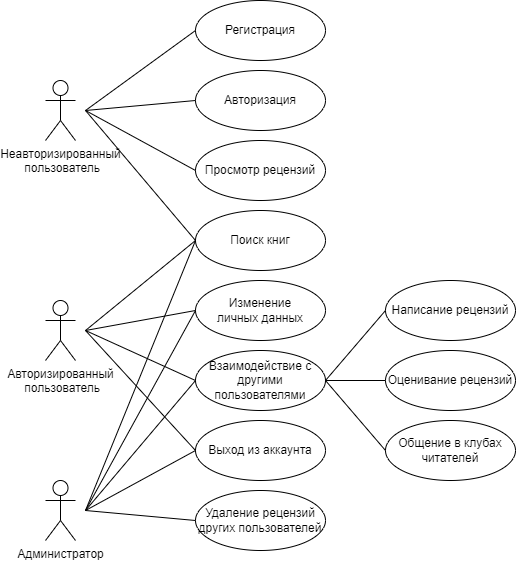 Регистрация
Авторизация
Неавторизированный
пользователь
Просмотр рецензий
Поиск книг
Изменение
личных данных
Написание рецензий
Авторизированный
пользователь
Взаимодействие с
другими
пользователями
Оценивание рецензий
Выход из аккаунта
Общение в клубах
читателей
Удаление рецензий
других пользователей
Администратор